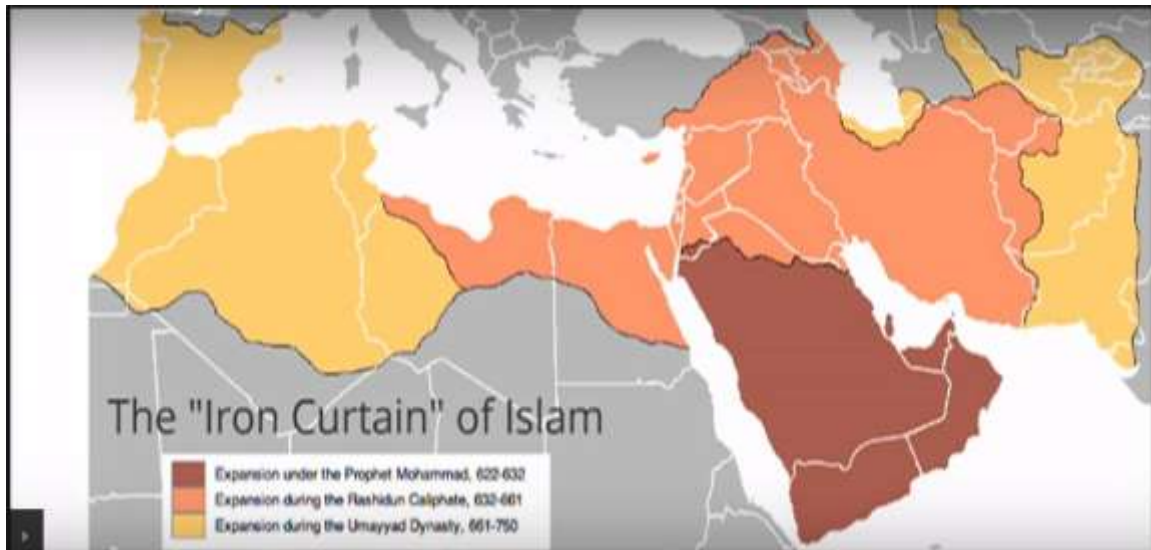 The "Iron Curtain" of Islam
Expansion under the Prophet Mohammad, 622-632
Expansion during the Rashidun Caliphate, 632-661
Expansion during the Umayyad Dynasty, 661-750